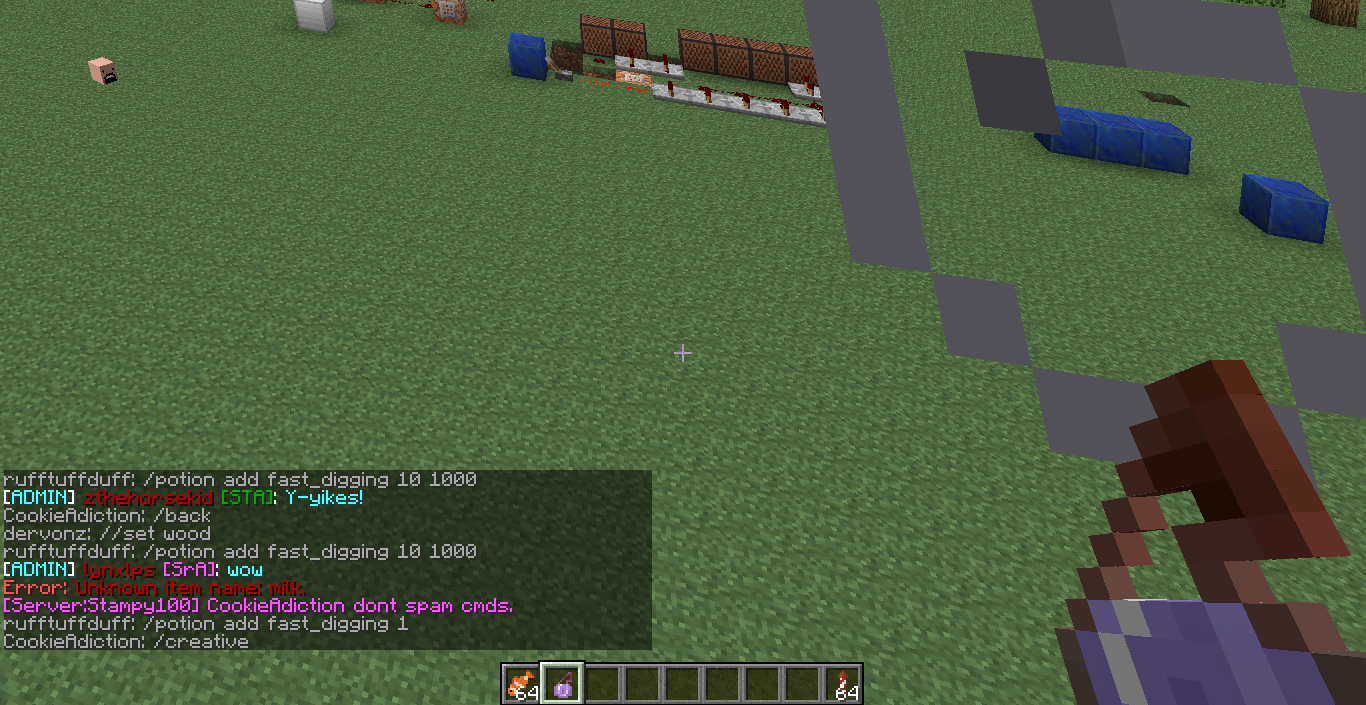 rufftuffduff: /potion add fast_digging 10 1000
[ADMIN] zthehorsekid [STA]: Y-yikes!
CookieAdiction: /back
dervonz: //set wood
rufftuffduff: /potion add fast_digging 10 1000
[ADMIN] lynxlps [SrA]: wow
Error: Unknown item name: milk.
[Server:Stampy100] CookieAdiction dont spam cmds.
rufftuffduff: /potion add fast_digging 1
CookieAdiction: /creative
64 64